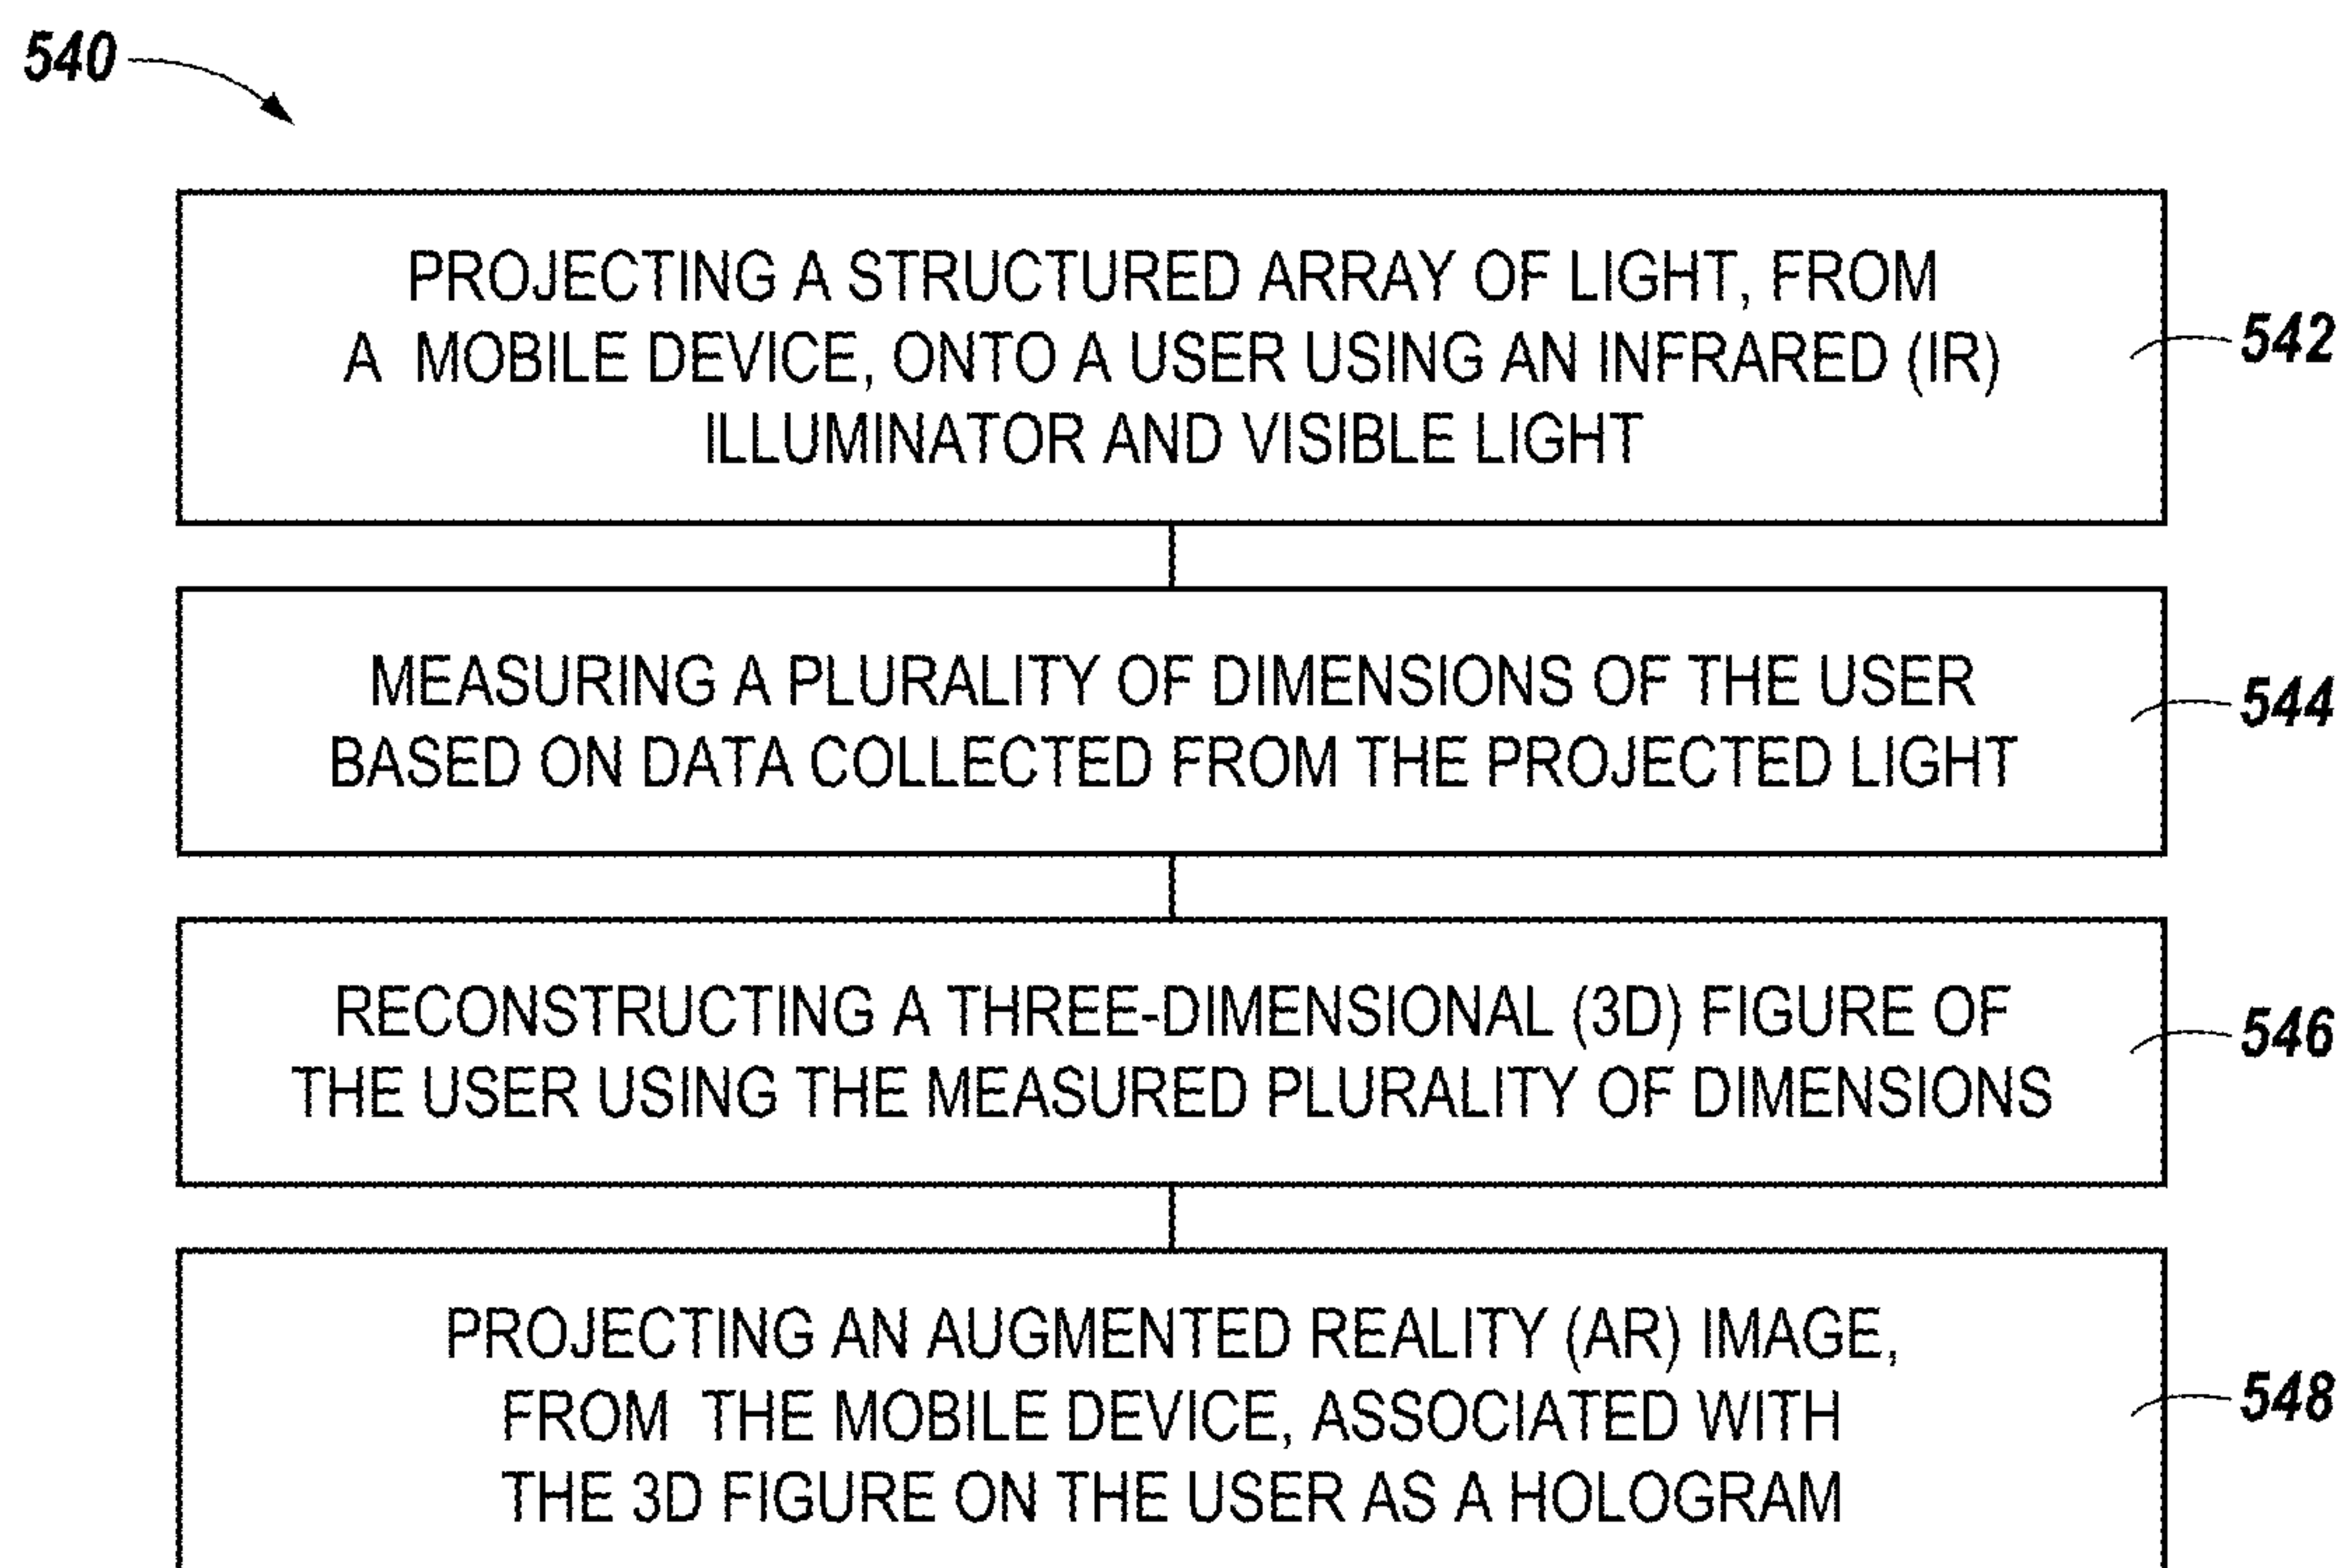 540
PROJECTING A STRUCTURED ARRAY OF LIGHT, FROM
A MOBILE DEVICE, ONTO A USER USING AN INFRARED (IR)
ILLUMINATOR AND VISIBLE LIGHT
542
MEASURING A PLURALITY OF DIMENSIONS OF THE USER
BASED ON DATA COLLECTED FROM THE PROJECTED LIGHT
544
RECONSTRUCTING A THREE-DIMENSIONAL (3D) FIGURE OF
THE USER USING THE MEASURED PLURALITY OF DIMENSIONS
546
PROJECTING AN AUGMENTED REALITY (AR) IMAGE,
FROM THE MOBILE DEVICE, ASSOCIATED WITH
THE 3D FIGURE ON THE USER AS A HOLOGRAM
548